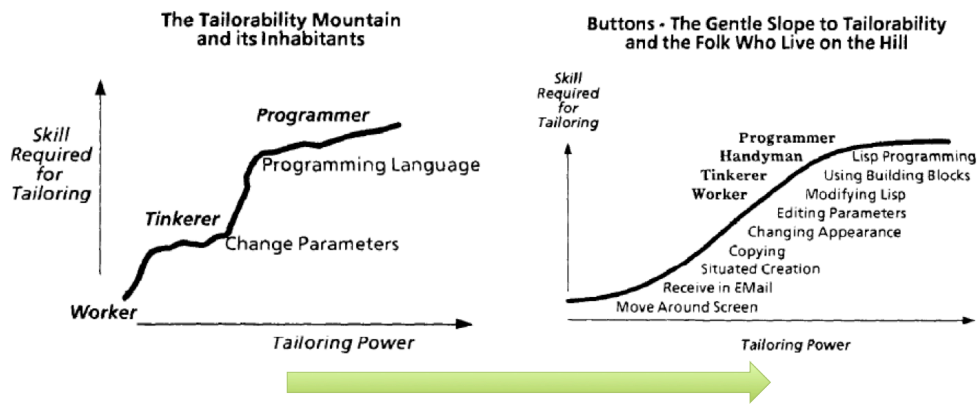 The Tailorability Mountain
and its Inhabitants
Skill
Required
for
Tailoring
Programmer
Programming Language
Tinkerer
Change Parameters
Worker
Tailoring Power
Buttons - The Gentle Slope to Tailorability
and the Folk Who Live on the Hill
Skill
Required
for
Tailoring
Programmer
Handyman
Tinkerer
Worker
Lisp Programming
Using Building Blocks
Modifying Lisp
Editing Parameters
Changing Appearance
Copying
Situated Creation
Receive in EMail
Move Around Screen
Tailoring Power